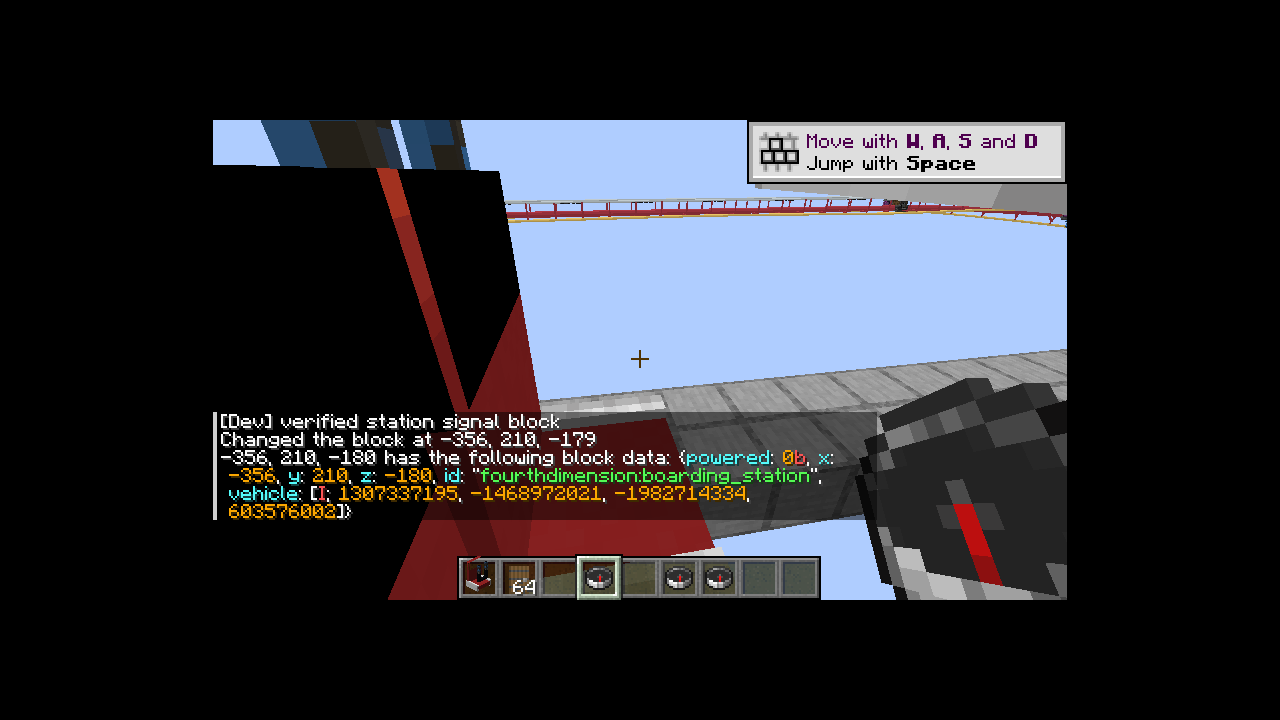 Move with W, A, S and D
Jump with Space
[Dev] verified station signal block
Changed the block at -356, 210, -179
-356, 210, -180 has the following block data: {powered: 0b, x:
-356, y: 210, z: -180, id: "fourthdimension:boarding_station",
vehicle: [I; 1307337195, -1468972021, -1982714334,
603576002]}
64